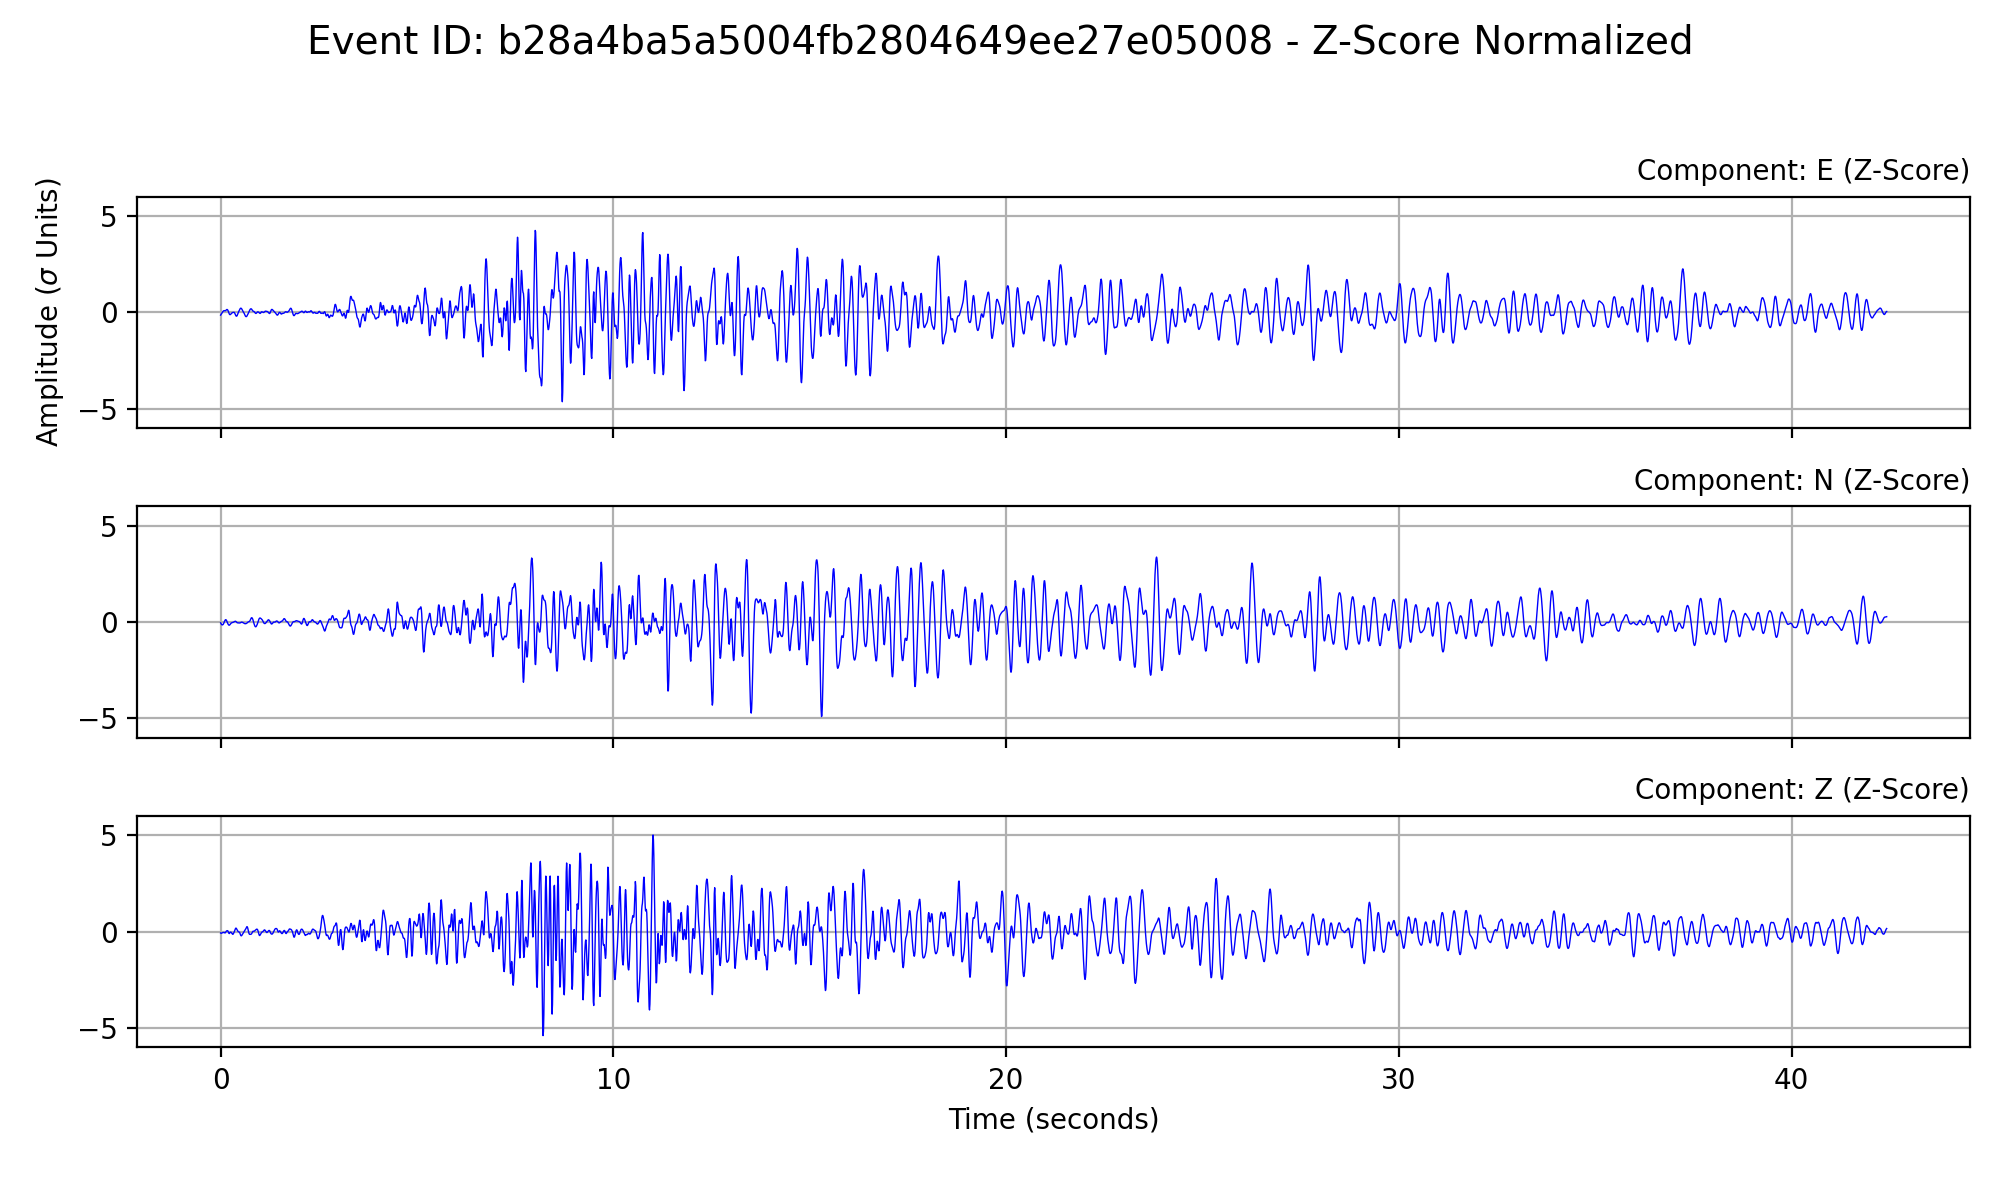 Event ID: b28a4ba5a5004fb2804649ee27e05008 - Z-Score Normalized
Component: E (Z-Score)
Amplitude (σ Units)
5
0
−5
Component: N (Z-Score)
5
0
−5
Component: Z (Z-Score)
5
0
−5
0 10 20 30 40
Time (seconds)